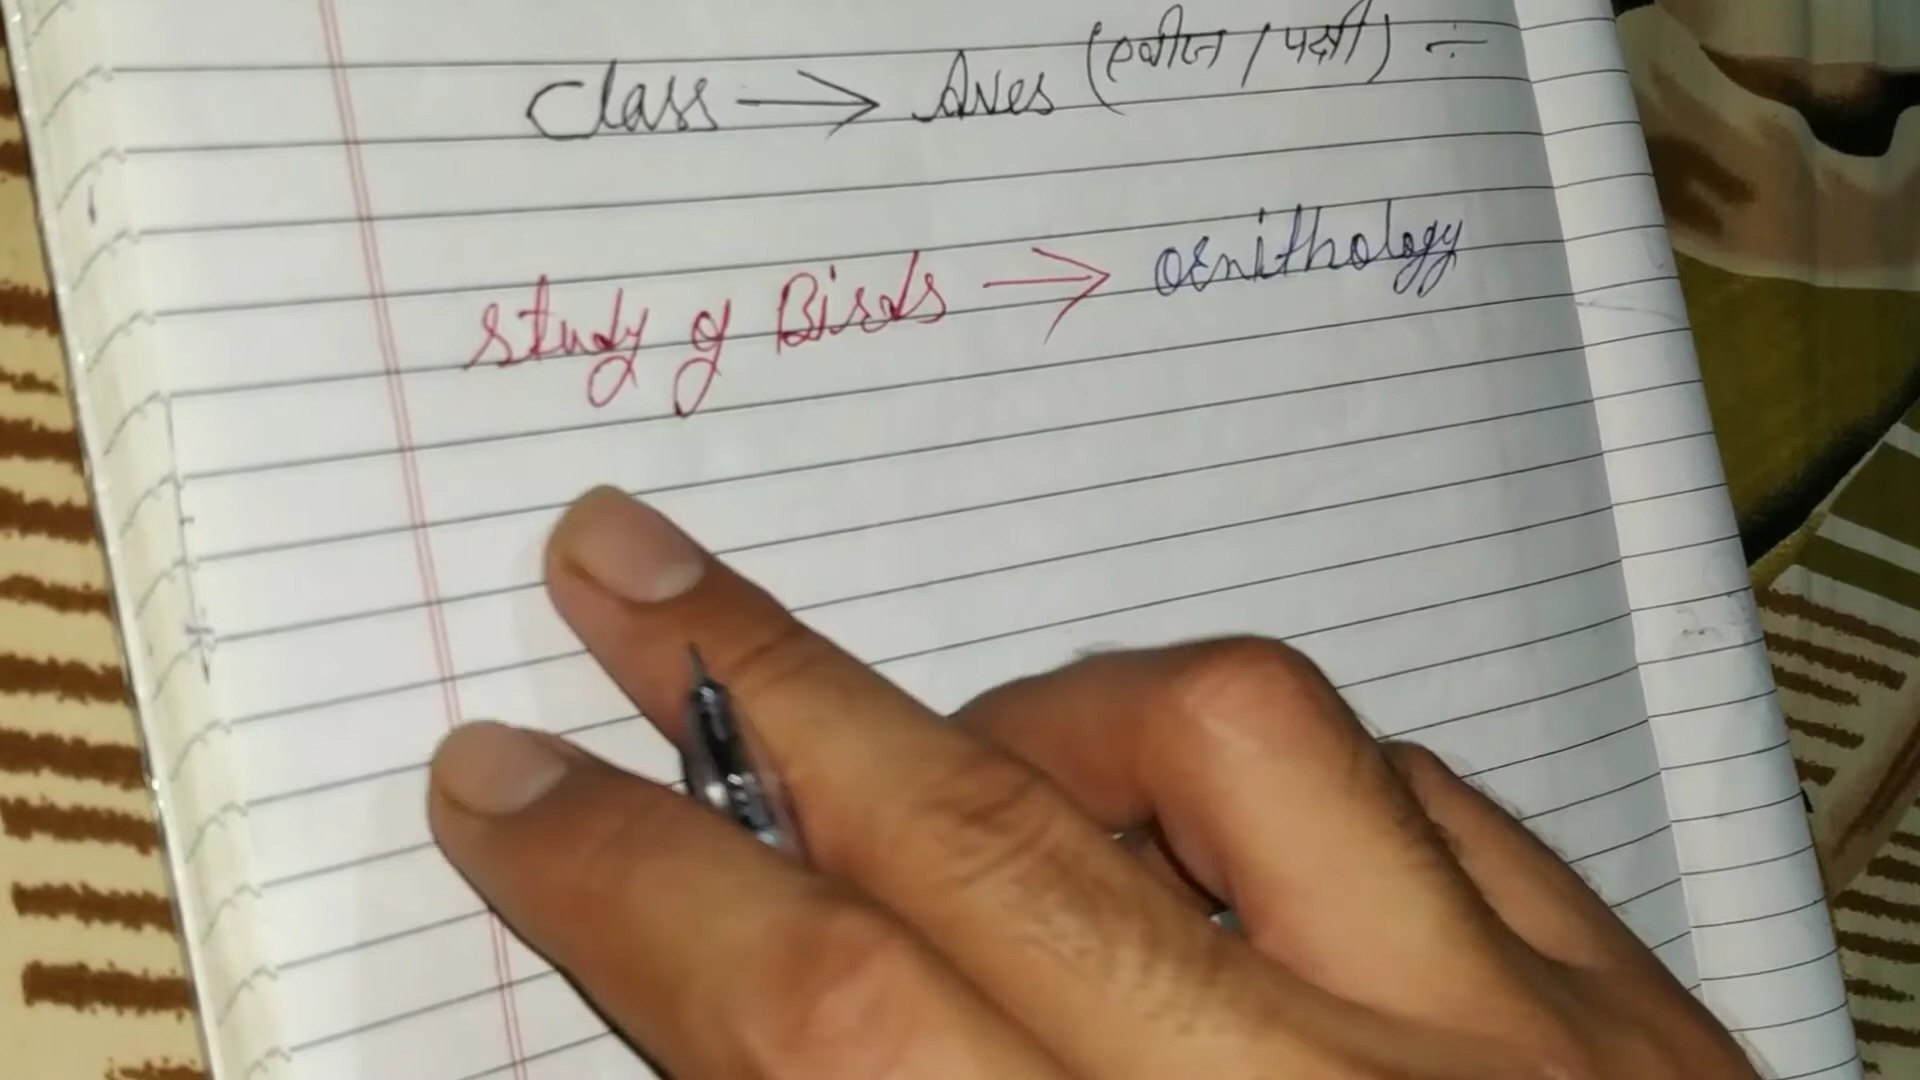 Class → Aves (एवीज / पक्षी) ÷
study of Birds → ornithology